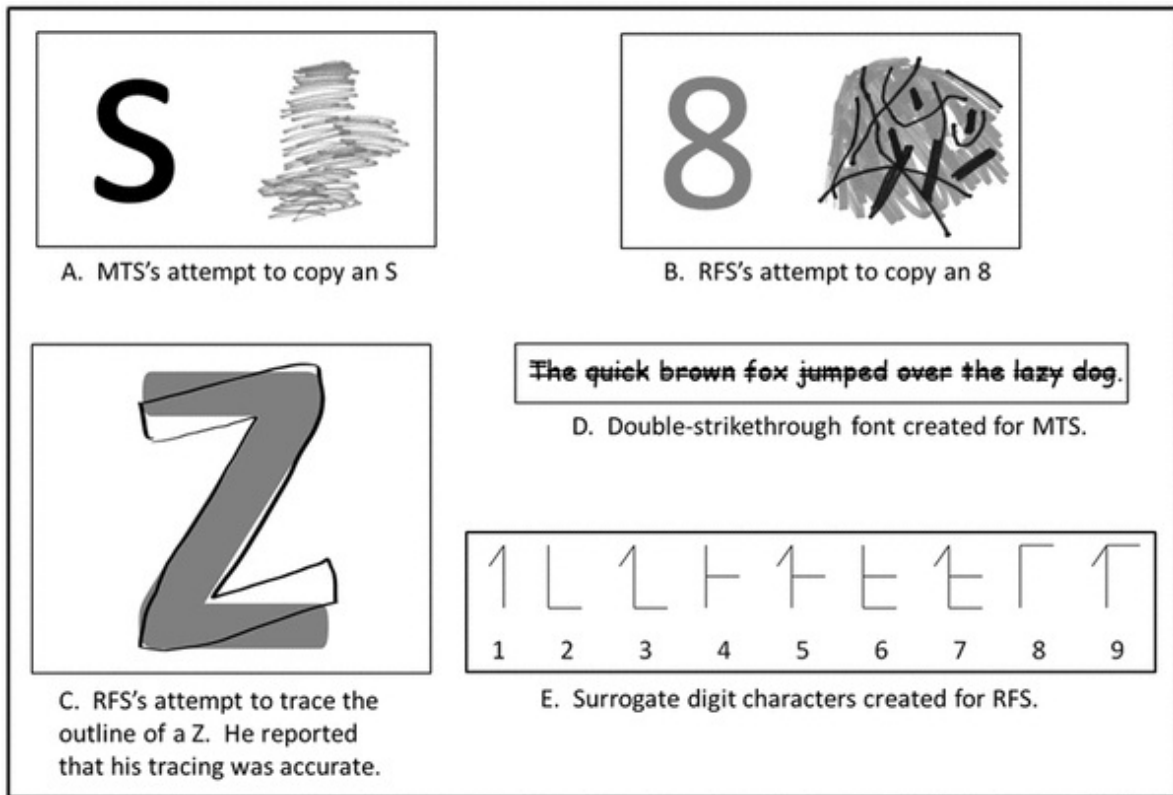 S
8
A. MTS's attempt to copy an S
B. RFS's attempt to copy an 8
Z
C. RFS's attempt to trace the
outline of a Z. He reported
that his tracing was accurate.
The quick brown fox jumped over the lazy dog.
D. Double-strikethrough font created for MTS.
1 2 3 4 5 6 7 8 9
E. Surrogate digit characters created for RFS.